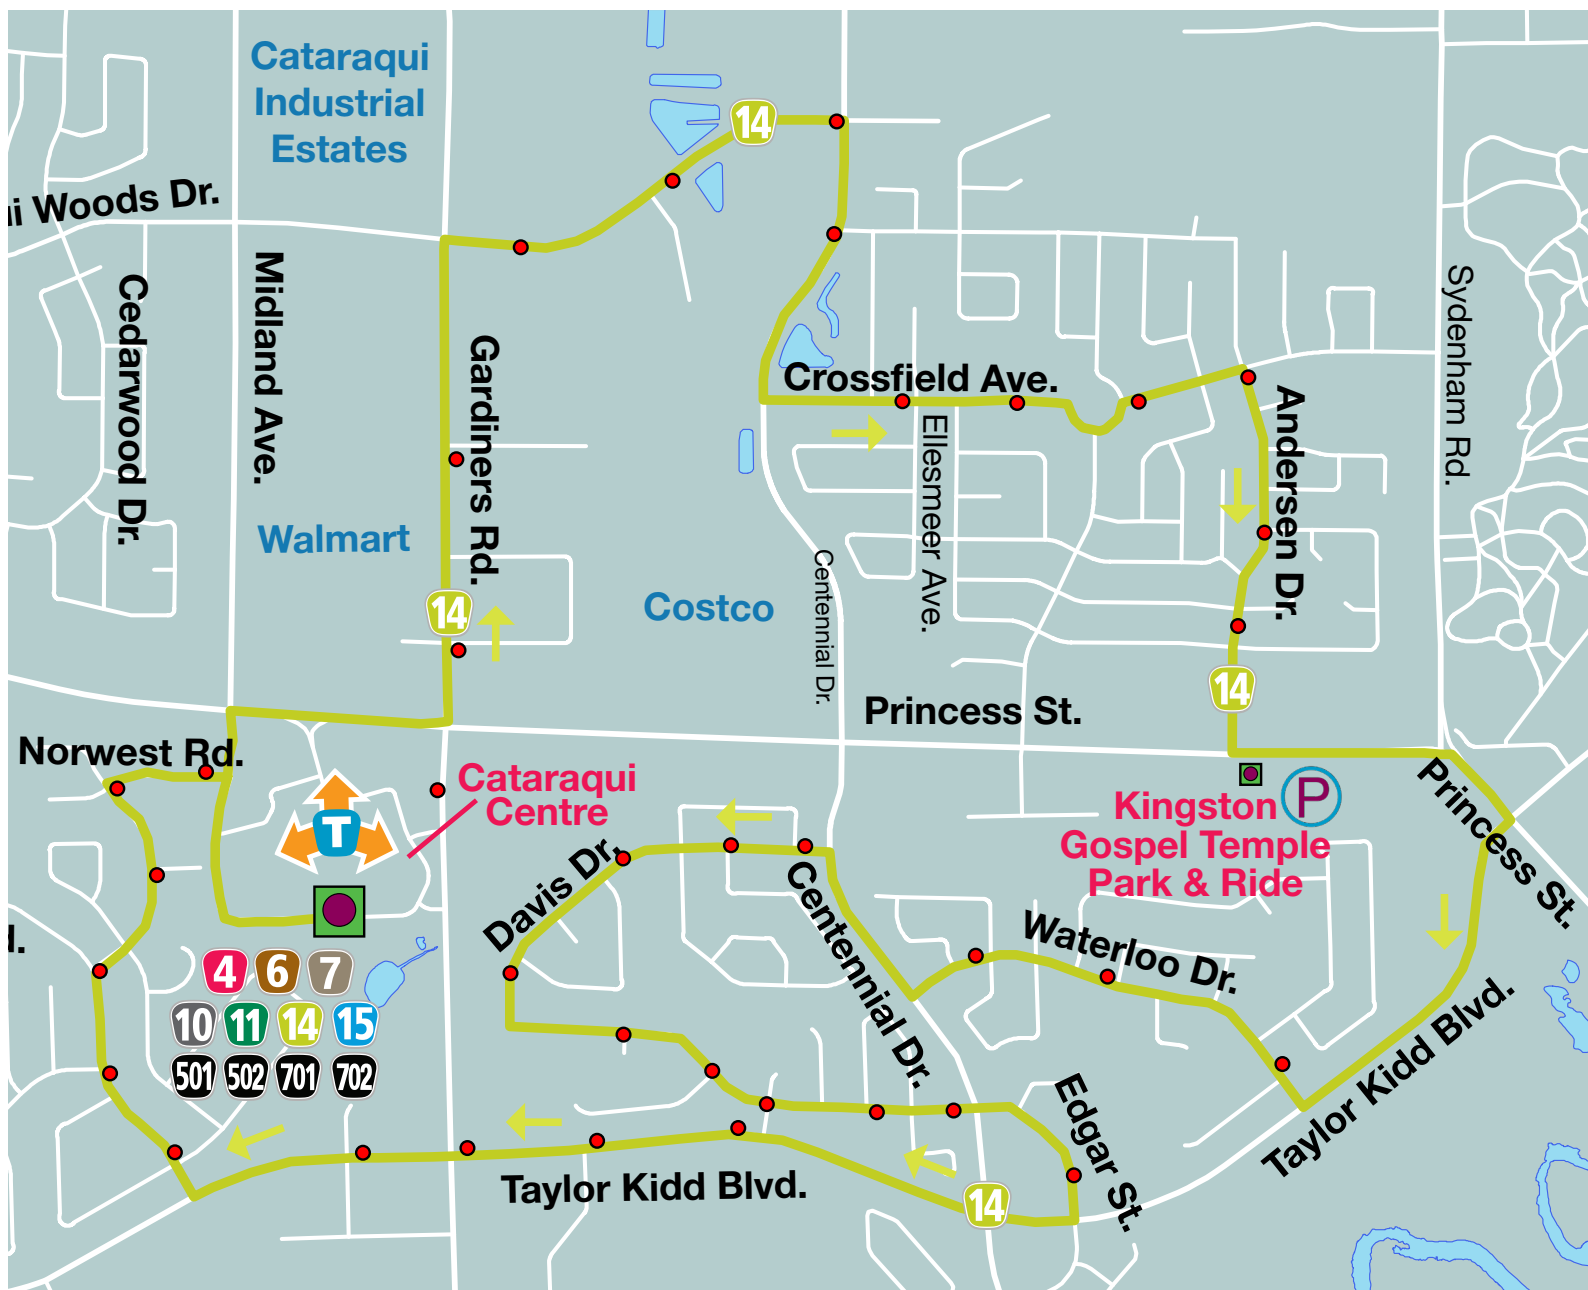 Cataraqui
Industrial
Estates
14
i Woods Dr.
Cedarwood Dr.
Midland Ave.
Gardiners Rd.
Crossfield Ave.
Andersen Dr.
Sydenham Rd.
Ellesmeer Ave.
Walmart
14
Costco
Centennial Dr.
14
Princess St.
Norwest Rd.
Cataraqui
Centre
T
Kingston
Gospel Temple
Park & Ride
P
Princess St.
Davis Dr.
Centennial Dr.
Waterloo Dr.
d.
4 6 7
10 11 14 15
501 502 701 702
Taylor Kidd Blvd.
Edgar St.
Taylor Kidd Blvd.
14